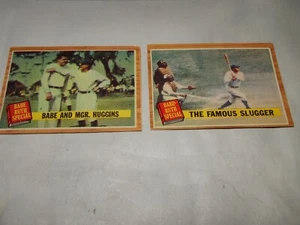 BABE
RUTH
SPECIAL
BABE AND MGR. HUGGINS
BABE
RUTH
SPECIAL
THE FAMOUS SLUGGER